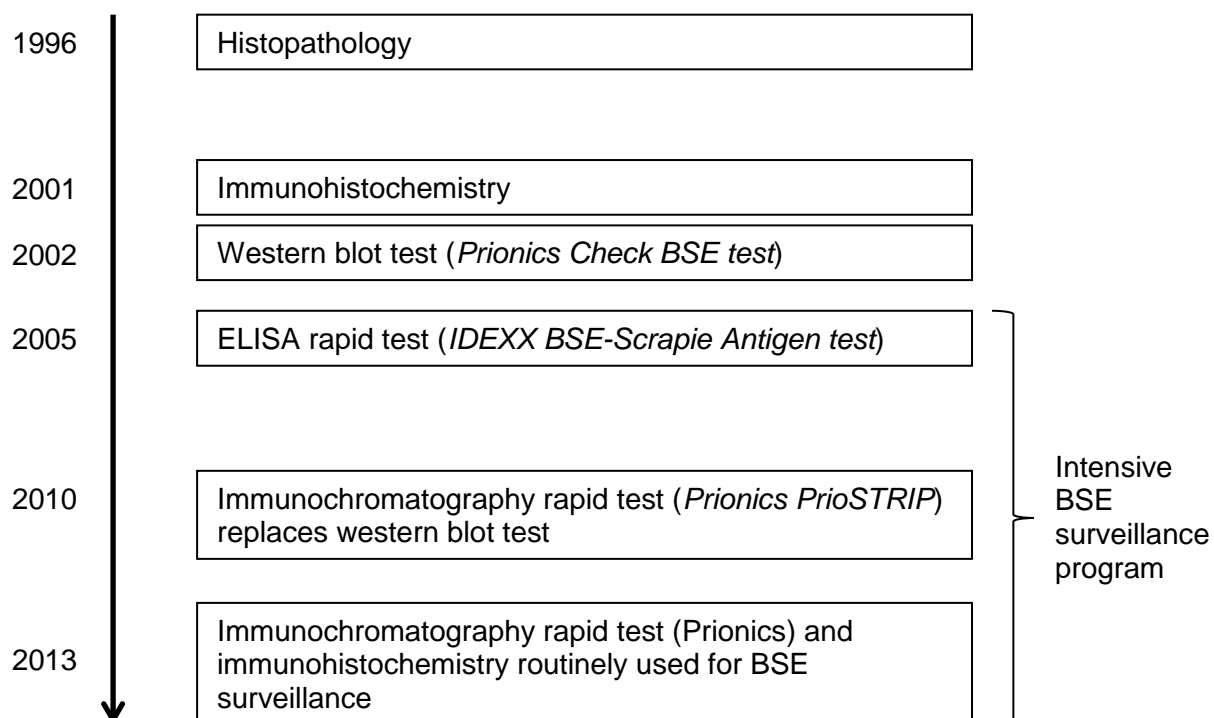 1996
Histopathology
2001
Immunohistochemistry
2002
Western blot test (Prionics Check BSE test)
2005
ELISA rapid test (IDEXX BSE-Scrapie Antigen test)
2010
Immunochromatography rapid test (Prionics PrioSTRIP)
replaces western blot test
2013
Immunochromatography rapid test (Prionics) and
immunohistochemistry routinely used for BSE
surveillance
Intensive
BSE
surveillance
program